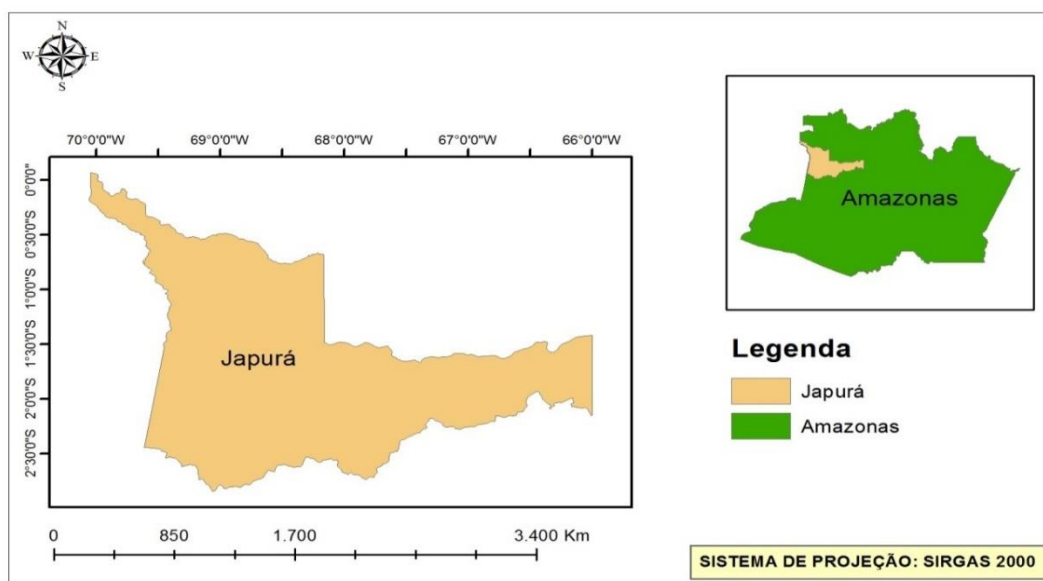 N
W E
S
70°0'0"W 69°0'0"W 68°0'0"W 67°0'0"W 66°0'0"W
0°0'0"
0°30'0"S
1°0'0"S
1°30'0"S
2°0'0"S
2°30'0"S
Japurá
0 850 1.700 3.400 Km
Amazonas
Legenda
Japurá
Amazonas
SISTEMA DE PROJEÇÃO: SIRGAS 2000